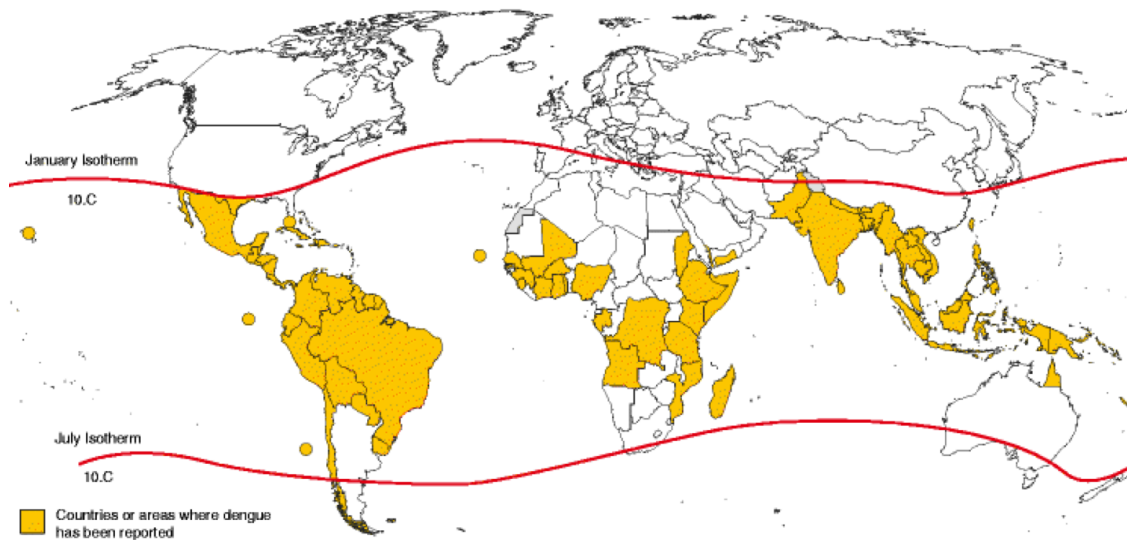 January Isotherm
10.C
July Isotherm
10.C
Countries or areas where dengue
has been reported